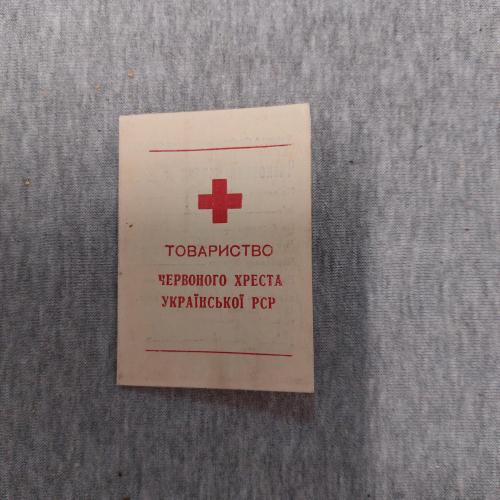 ТОВАРИСТВО
ЧЕРВОНОГО ХРЕСТА
УКРАЇНСЬКОЇ РСР